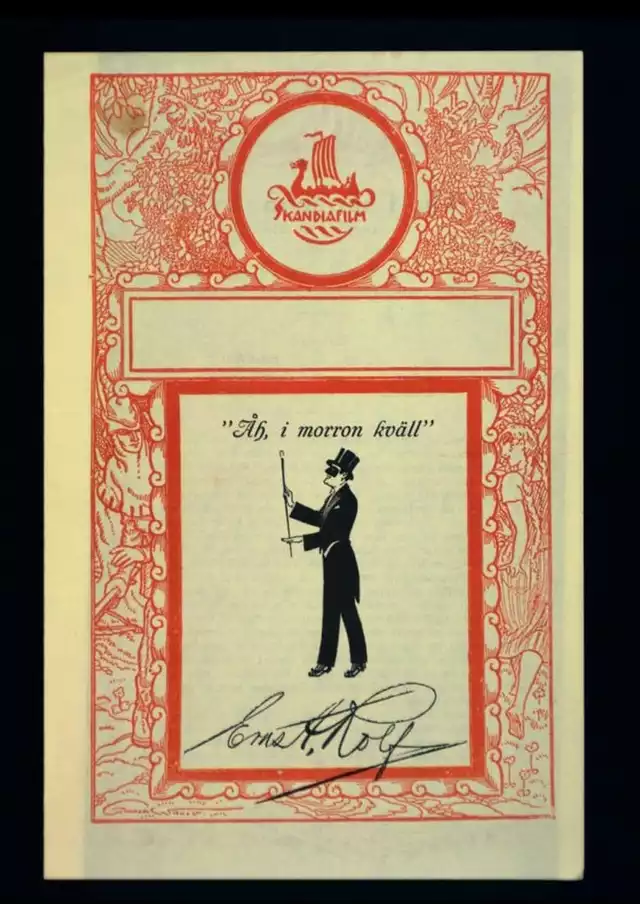 SKANDIAFILM
"Åh, i morron kväll"
Ernst Rolf